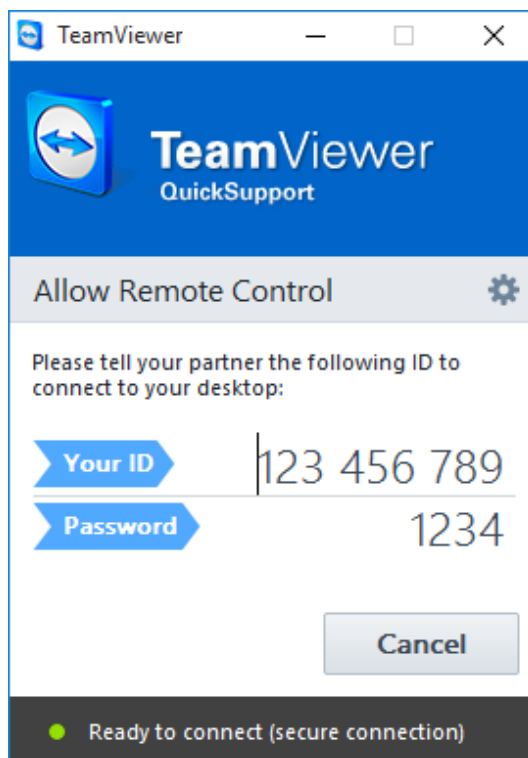 TeamViewer
TeamViewer
QuickSupport
Allow Remote Control
Please tell your partner the following ID to
connect to your desktop:
Your ID 123 456 789
Password 1234
Cancel
Ready to connect (secure connection)